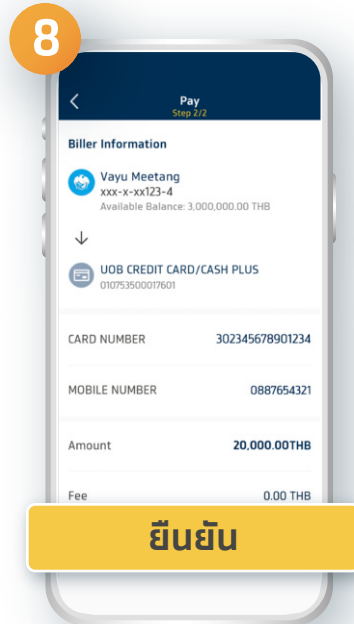 8
Pay
Step 2/2
Biller Information
Vayu Meetang
xxx-x-xx123-4
Available Balance: 3,000,000.00 THB
UOB CREDIT CARD/CASH PLUS
010753500017601
CARD NUMBER 302345678901234
MOBILE NUMBER 0887654321
Amount 20,000.00THB
Fee 0.00 THB
ยืนยัน